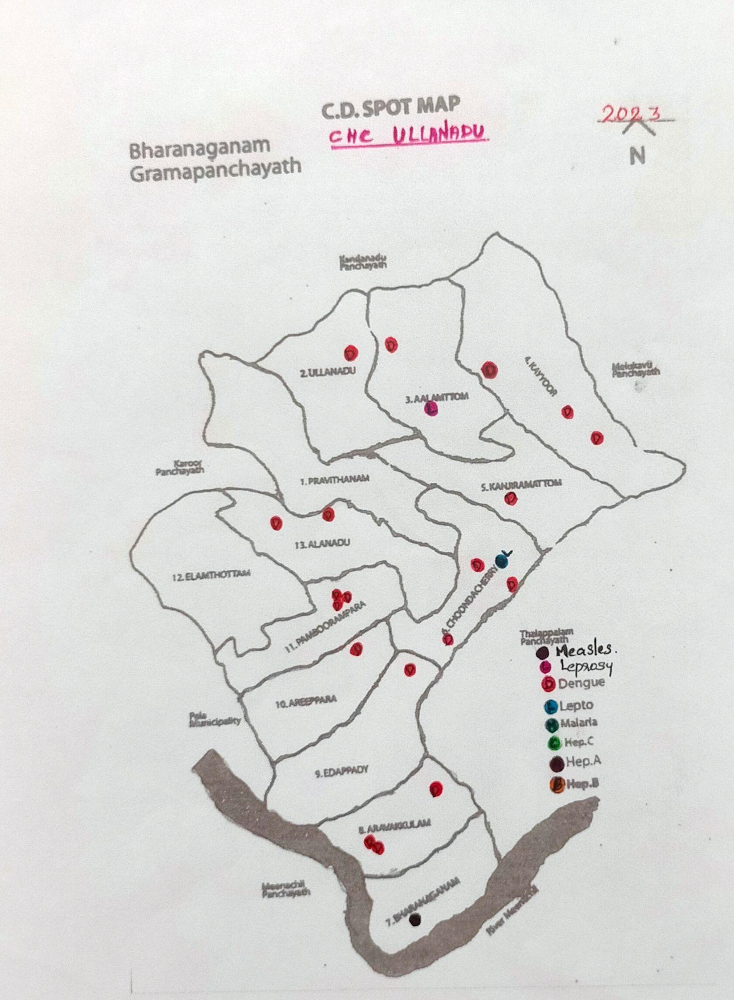 C.D. SPOT MAP
CHC ULLANADU
2023
N
Bharanaganam
Gramapanchayath
Panchayath
2. ULLANADU
3. AALAMTTOM
4. KAYYOOR
Melukavu
Panchayath
Karoor
Panchayath
1. PRAVITHANAM
5. KANJIRAMATTOM
13. ALANADU
12. ELAMTHOTTAM
6. CHOONDACHERRY
11. PAMBOORAMPARA
Thalappalam
Panchayath
Measles.
Leprosy
D Dengue
Lepto
Malaria
Hep.C
Hep.A
Hep.B
10. AREEPPARA
Pala
Municipality
9. EDAPPADY
8. ARAVAKKULAM
Meenachil
Panchayath
7. BHARANAGANAM
River Meenachil